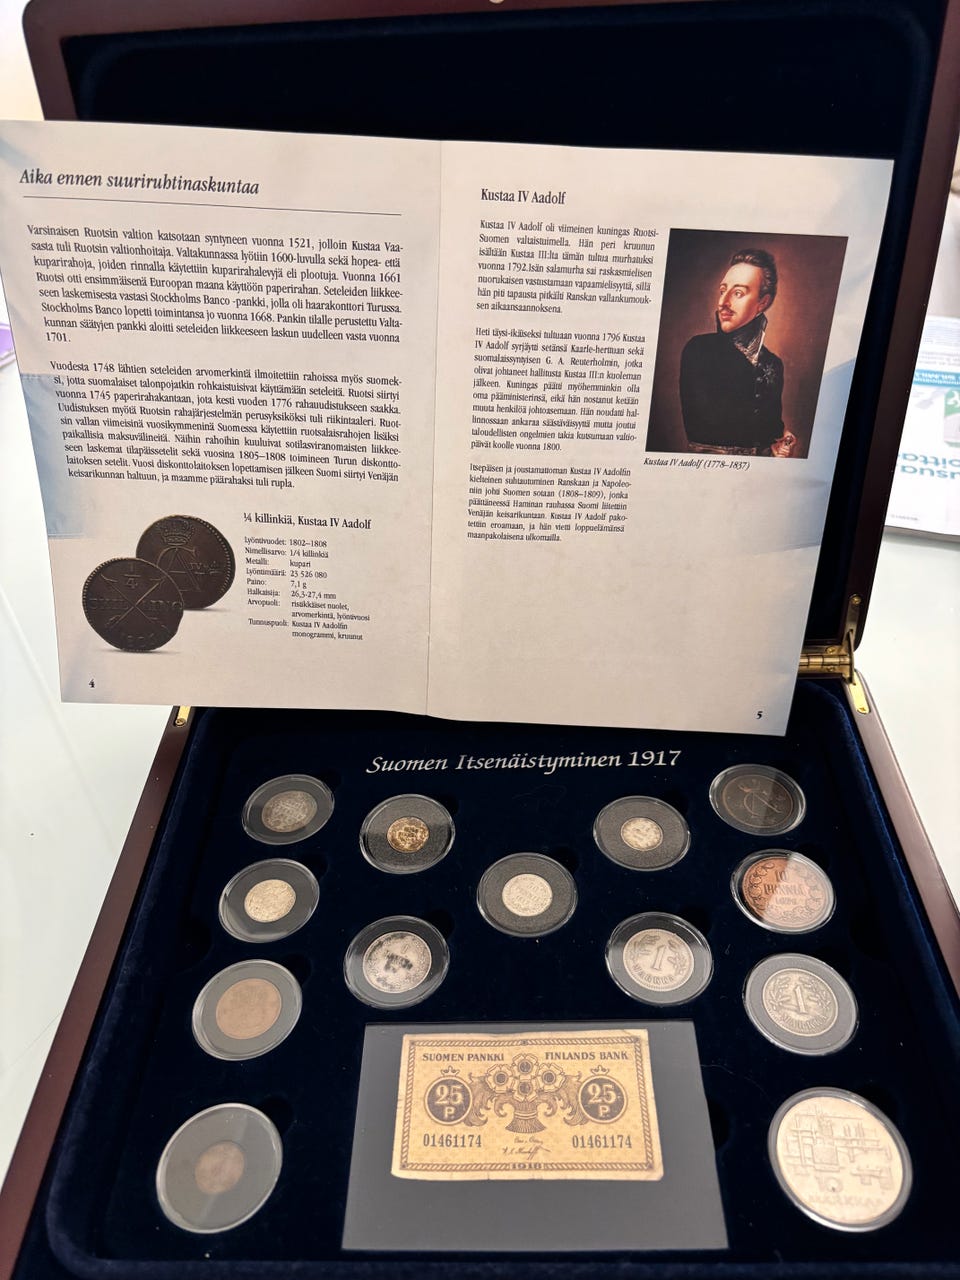 Aika ennen suuriruhtinaskuntaa
Varsinaisen Ruotsin valtion katsotaan syntyneen vuonna 1521, jolloin Kustaa Vaa-
sasta tuli Ruotsin valtionhoitaja. Valtakunnassa lyötiin 1600-luvulla sekä hopea- että
kuparirahoja, joiden rinnalla käytettiin kuparirahalevyjä eli plootuja. Vuonna 1661
Ruotsi otti ensimmäisenä Euroopan maana käyttöön paperirahan. Seteleiden liikkee-
seen laskemisesta vastasi Stockholms Banco -pankki, jolla oli haarakonttori Turussa.
Stockholms Banco lopetti toimintansa jo vuonna 1668. Pankin tilalle perustettu Valta-
kunnan säätyjen pankki aloitti seteleiden liikkeeseen laskun uudelleen vasta vuonna
1701.
Vuodesta 1748 lähtien seteleiden arvomerkintä ilmoitettiin rahoissa myös suomek-
si, jotta suomalaiset talonpojatkin rohkaistuisivat käyttämään seteleitä. Ruotsi siirtyi
vuonna 1745 paperirahakantaan, jota kesti vuoden 1776 rahauudistukseen saakka.
Uudistuksen myötä Ruotsin rahajärjestelmän perusyksiköksi tuli riikintaaleri. Ruot-
sin vallan viimeisinä vuosikymmeninä Suomessa käytettiin ruotsalaisrahojen lisäksi
paikallisia maksuvälineitä. Näihin rahoihin kuuluivat sotilasviranomaisten liikkee-
seen laskemat tilapäissetelit sekä vuosina 1805-1808 toimineen Turun diskontto-
laitoksen setelit. Vuosi diskonttolaitoksen lopettamisen jälkeen Suomi siirtyi Venäjän
keisarikunnan haltuun, ja maamme päärahaksi tuli rupla.
¼ killinkiä, Kustaa IV Aadolf
Lyöntivuodet: 1802–1808
Nimellisarvo: 1/4 killinkiä
Metalli: kupari
Lyöntimäärä: 23 526 080
Paino: 7,1 g
Halkaisija: 26,3-27,4 mm
Arvopuoli: ristikkäiset nuolet,
arvomerkintä, lyöntivuosi
Tunnuspuoli: Kustaa IV Aadolfin
monogrammi, kruunut
4
Kustaa IV Aadolf
Kustaa IV Aadolf oli viimeinen kuningas Ruotsi-
Suomen valtaistuimella. Hän peri kruunun
isältään Kustaa III:lta tämän tultua murhatuksi
vuonna 1792.Isän salamurha sai raskasmielisen
nuorukaisen vastustamaan vapaamielisyyttä, sillä
hän piti tapausta pitkälti Ranskan vallankumouk-
sen aikaansaannoksena.
Heti täysi-ikäiseksi tultuaan vuonna 1796 Kustaa
IV Aadolf syrjäytti setänsä Kaarle-herttuan sekä
suomalaissyntyisen G. A. Reuterholmin, jotka
olivat johtaneet hallitusta Kustaa III:n kuoleman
jälkeen. Kuningas päätti myöhemminkin olla
oma pääministerinsä, eikä hän nostanut ketään
muuta henkilöä johtoasemaan. Hän noudatti hal-
linnossaan ankaraa säästäväisyyttä mutta joutui
taloudellisten ongelmien takia kutsumaan valtio-
päivät koolle vuonna 1800.
Itsepäisen ja joustamattoman Kustaa IV Aadolfin
kielteinen suhtautuminen Ranskaan ja Napoleo-
niin johti Suomen sotaan (1808–1809), jonka
päättäneessä Haminan rauhassa Suomi liitettiin
Venäjän keisarikuntaan. Kustaa IV Aadolf pako-
tettiin eroamaan, ja hän vietti loppuelämänsä
maanpakolaisena ulkomailla.
Kustaa IV Aadolf (1778–1837)
5
Suomen Itsenäistyminen 1917
10
PENNIÄ
1
MARKKA
1
MARKKA
10
MARKKAA
SUOMEN PANKKI FINLANDS BANK
25 P 25 P
01461174 01461174
1918